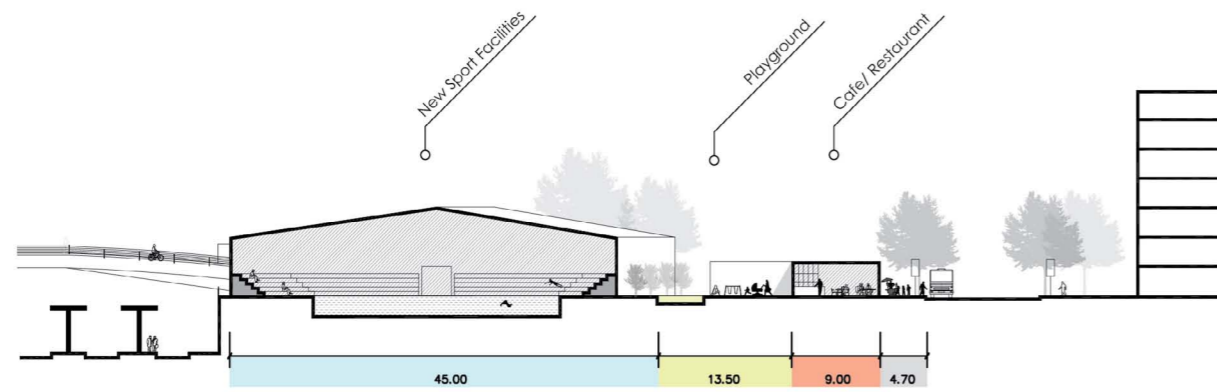 New Sport Facilities
Playground
Cafe/ Restaurant
45.00
13.50
9.00
4.70